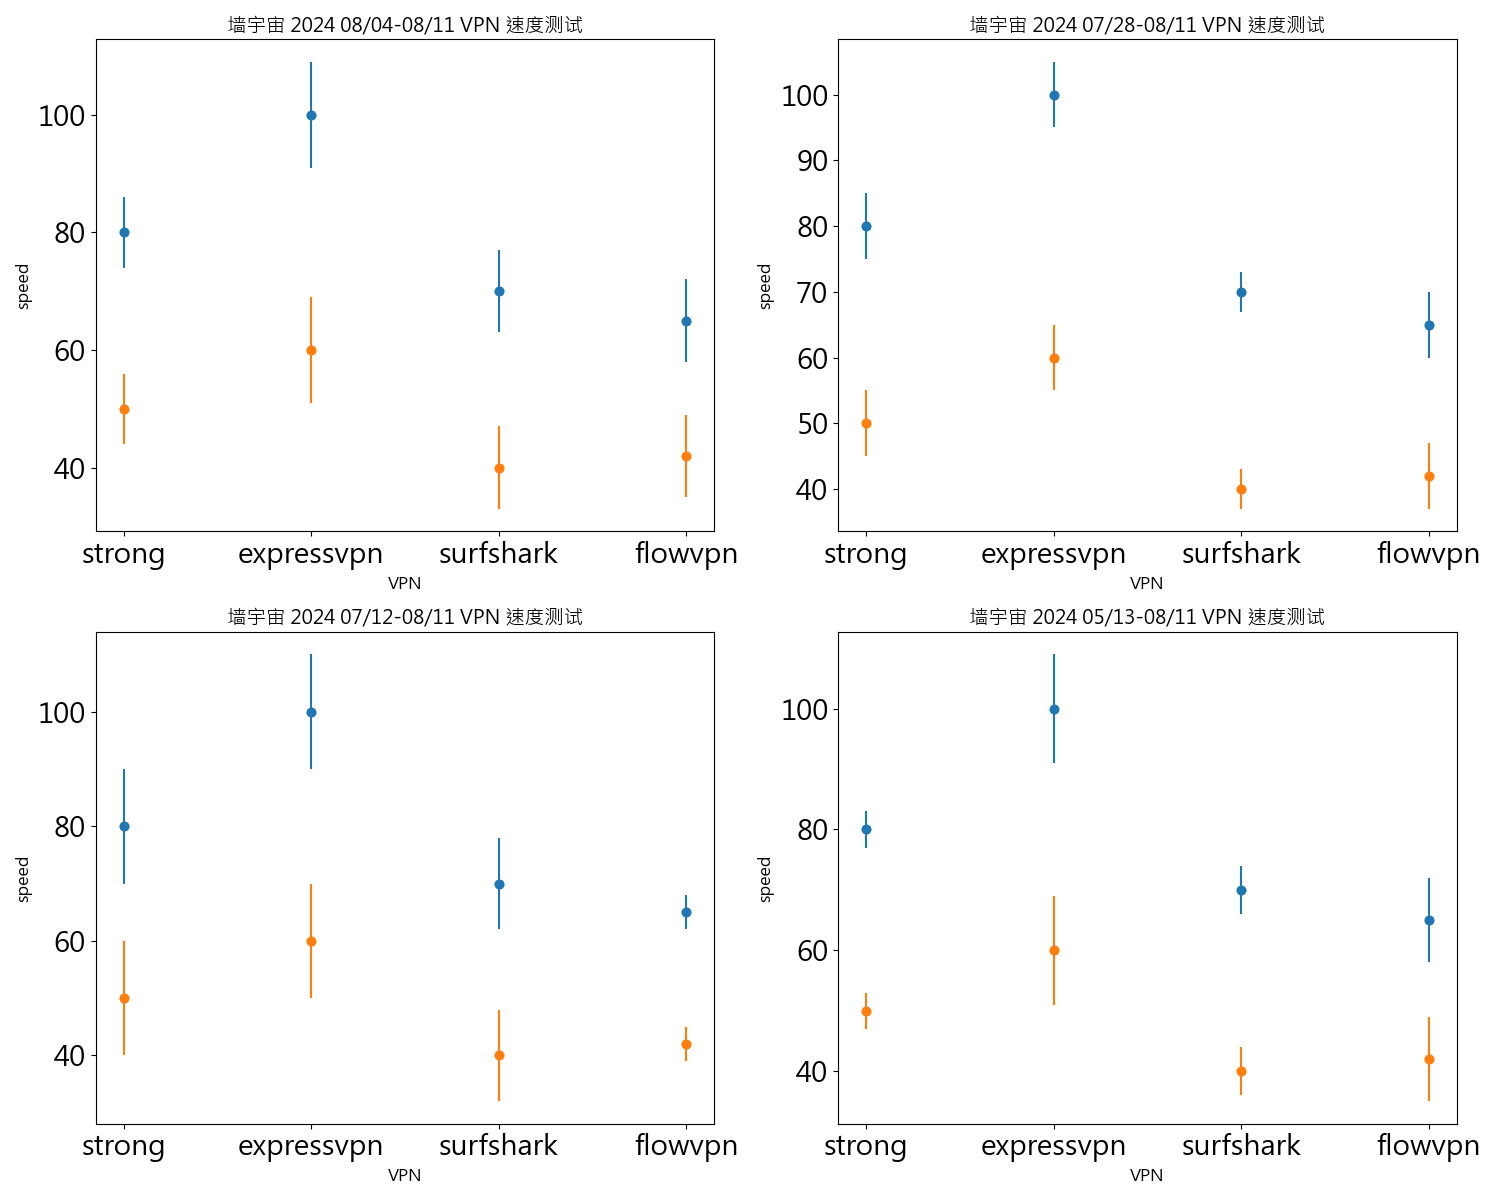 墙宇宙 2024 08/04-08/11 VPN 速度测试
100
80
60
40
speed
strong expressvpn surfshark flowvpn
VPN
墙宇宙 2024 07/28-08/11 VPN 速度测试
100
90
80
70
60
50
40
speed
strong expressvpn surfshark flowvpn
VPN
墙宇宙 2024 07/12-08/11 VPN 速度测试
100
80
60
40
speed
strong expressvpn surfshark flowvpn
VPN
墙宇宙 2024 05/13-08/11 VPN 速度测试
100
80
60
40
speed
strong expressvpn surfshark flowvpn
VPN